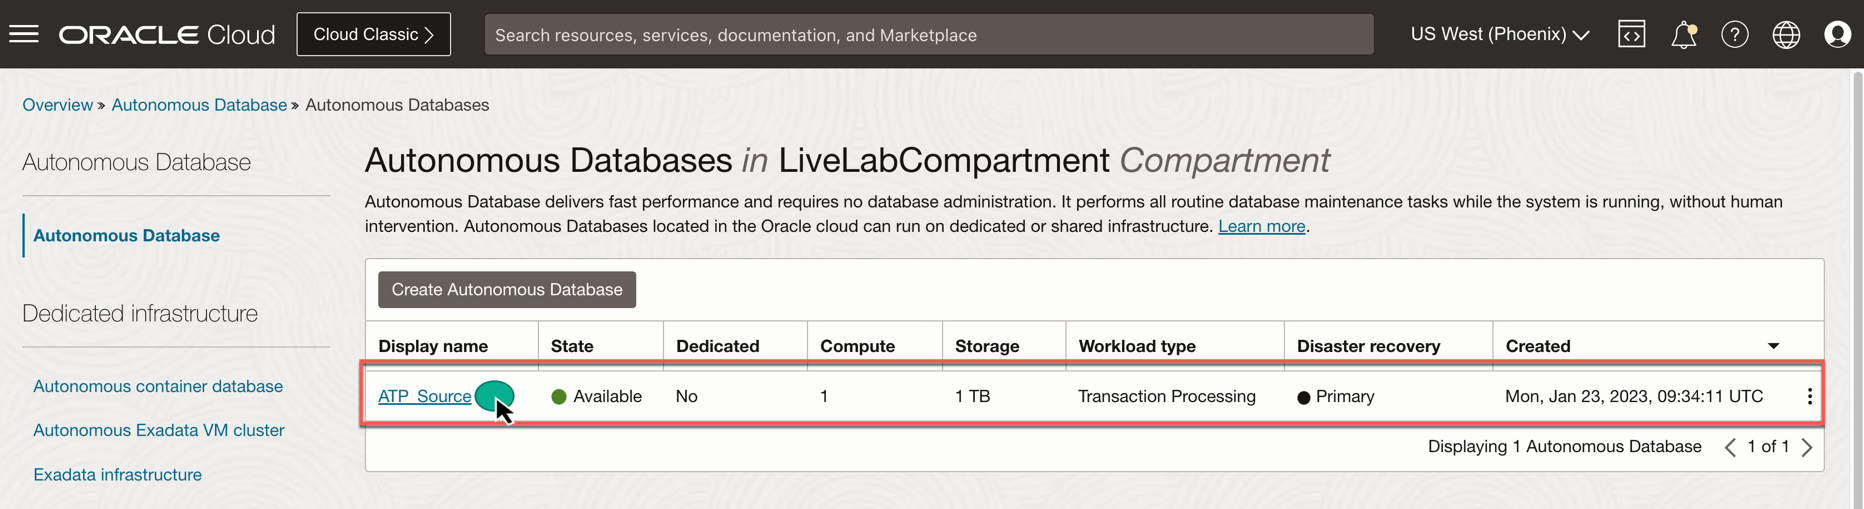 ORACLE Cloud
Cloud Classic
Search resources, services, documentation, and Marketplace
US West (Phoenix)
Overview » Autonomous Database » Autonomous Databases
Autonomous Database
Autonomous Database
Dedicated infrastructure
Autonomous container database
Autonomous Exadata VM cluster
Exadata infrastructure
Autonomous Databases in LiveLabCompartment Compartment
Autonomous Database delivers fast performance and requires no database administration. It performs all routine database maintenance tasks while the system is running, without human
intervention. Autonomous Databases located in the Oracle cloud can run on dedicated or shared infrastructure. Learn more.
Create Autonomous Database
Display name State Dedicated Compute Storage Workload type Disaster recovery Created
ATP_Source Available No 1 1 TB Transaction Processing Primary Mon, Jan 23, 2023, 09:34:11 UTC
Displaying 1 Autonomous Database < 1 of 1 >